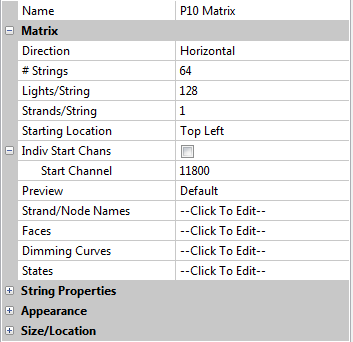 Name P10 Matrix
Matrix
Direction Horizontal
# Strings 64
Lights/String 128
Strands/String 1
Starting Location Top Left
Indiv Start Chans
Start Channel 11800
Preview Default
Strand/Node Names --Click To Edit--
Faces --Click To Edit--
Dimming Curves --Click To Edit--
States --Click To Edit--
String Properties
Appearance
Size/Location